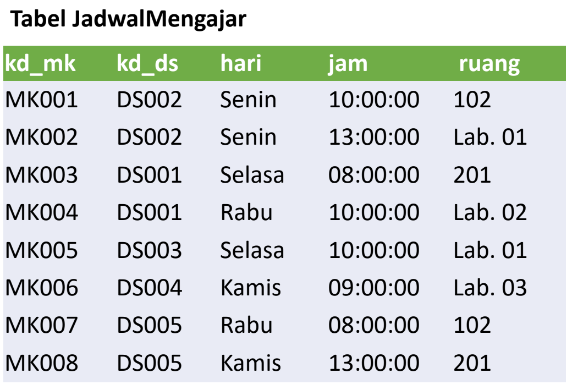 Tabel JadwalMengajar
kd_mk kd_ds hari jam ruang
MK001 DS002 Senin 10:00:00 102
MK002 DS002 Senin 13:00:00 Lab. 01
MK003 DS001 Selasa 08:00:00 201
MK004 DS001 Rabu 10:00:00 Lab. 02
MK005 DS003 Selasa 10:00:00 Lab. 01
MK006 DS004 Kamis 09:00:00 Lab. 03
MK007 DS005 Rabu 08:00:00 102
MK008 DS005 Kamis 13:00:00 201